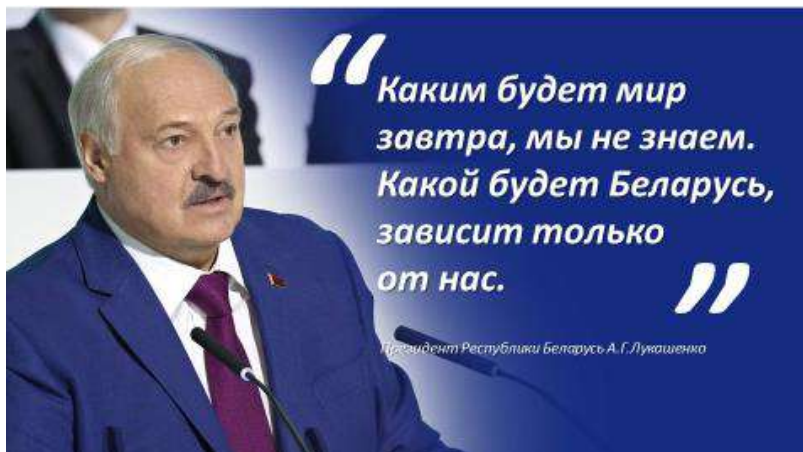 “
Каким будет мир
завтра, мы не знаем.
Какой будет Беларусь,
зависит только
от нас.
”
Президент Республики Беларусь А.Г.Лукашенко